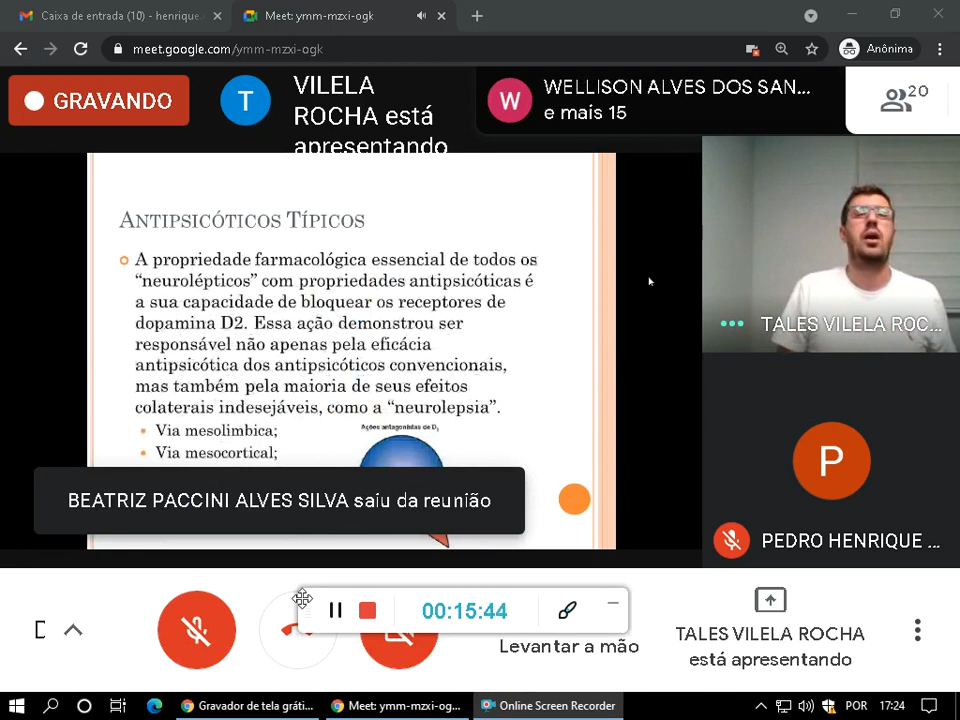 Caixa de entrada (10) - henrique.
Meet: ymm-mzxi-ogk
meet.google.com/ymm-mzxi-ogk
Anônima
GRAVANDO
T
VILELA
ROCHA está
apresentando
W
WELLISON ALVES DOS SAN...
e mais 15
20
ANTIPSICÓTICOS TÍPICOS
A propriedade farmacológica essencial de todos os
“neurolépticos” com propriedades antipsicóticas é
a sua capacidade de bloquear os receptores de
dopamina D2. Essa ação demonstrou ser
responsável não apenas pela eficácia
antipsicótica dos antipsicóticos convencionais,
mas também pela maioria de seus efeitos
colaterais indesejáveis, como a “neurolepsia”.
Via mesolimbica;
Via mesocortical;
Ações antagonistas de D2
TALES VILELA ROC...
BEATRIZ PACCINI ALVES SILVA saiu da reunião
P
PEDRO HENRIQUE ...
00:15:44
Levantar a mão
TALES VILELA ROCHA
está apresentando
Gravador de tela gráti...
Meet: ymm-mzxi-og...
Online Screen Recorder
POR
17:24